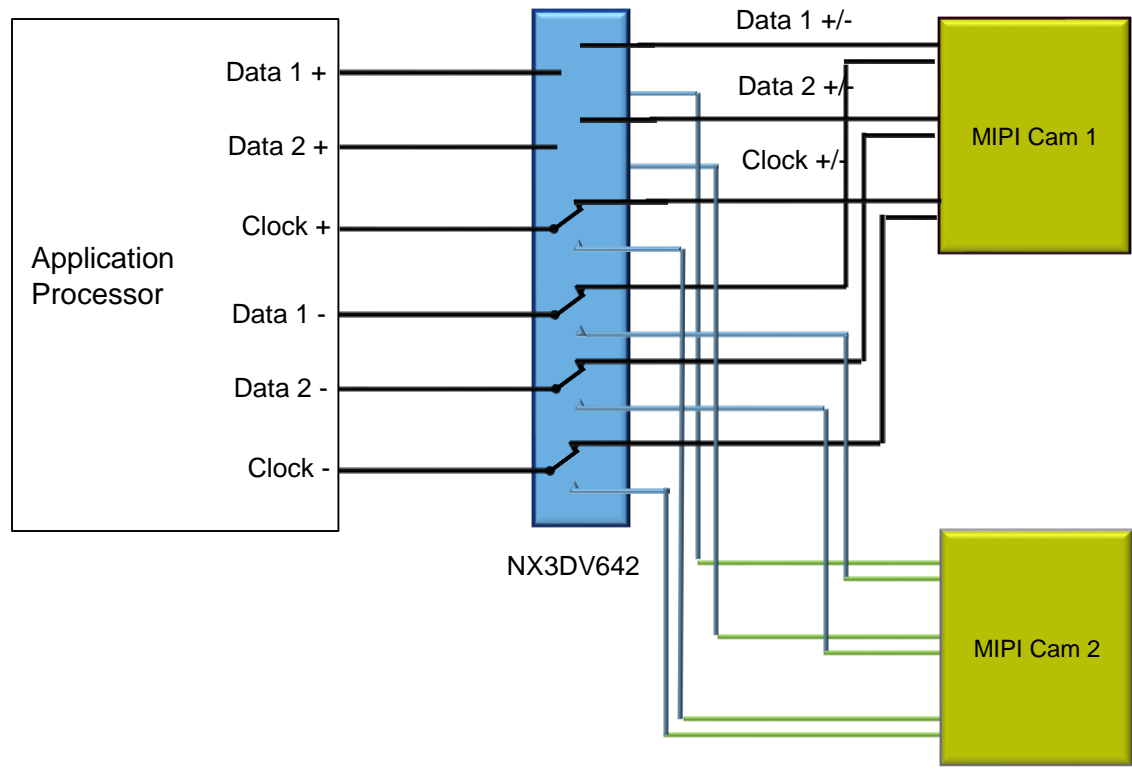 Data 1 +/-
Data 1 +
Data 2 +/-
Data 2 +
MIPI Cam 1
Clock +/-
Clock +
Application
Processor
Data 1 -
Data 2 -
Clock -
NX3DV642
MIPI Cam 2